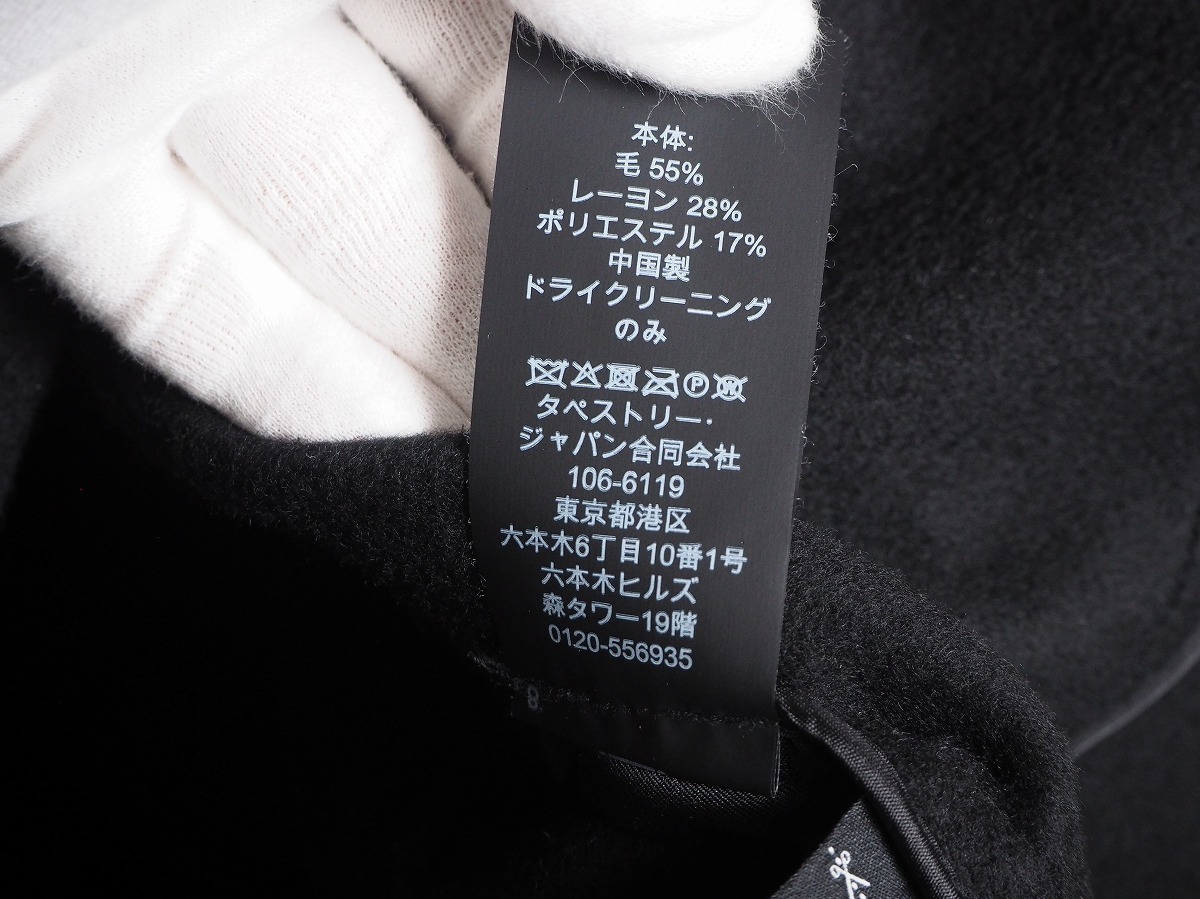 本体:
毛 55%
レーヨン 28%
ポリエステル 17%
中国製
ドライクリーニング
のみ
P W
タペストリー・
ジャパン合同会社
106-6119
東京都港区
六本木6丁目10番1号
六本木ヒルズ
森タワー19階
0120-556935
8